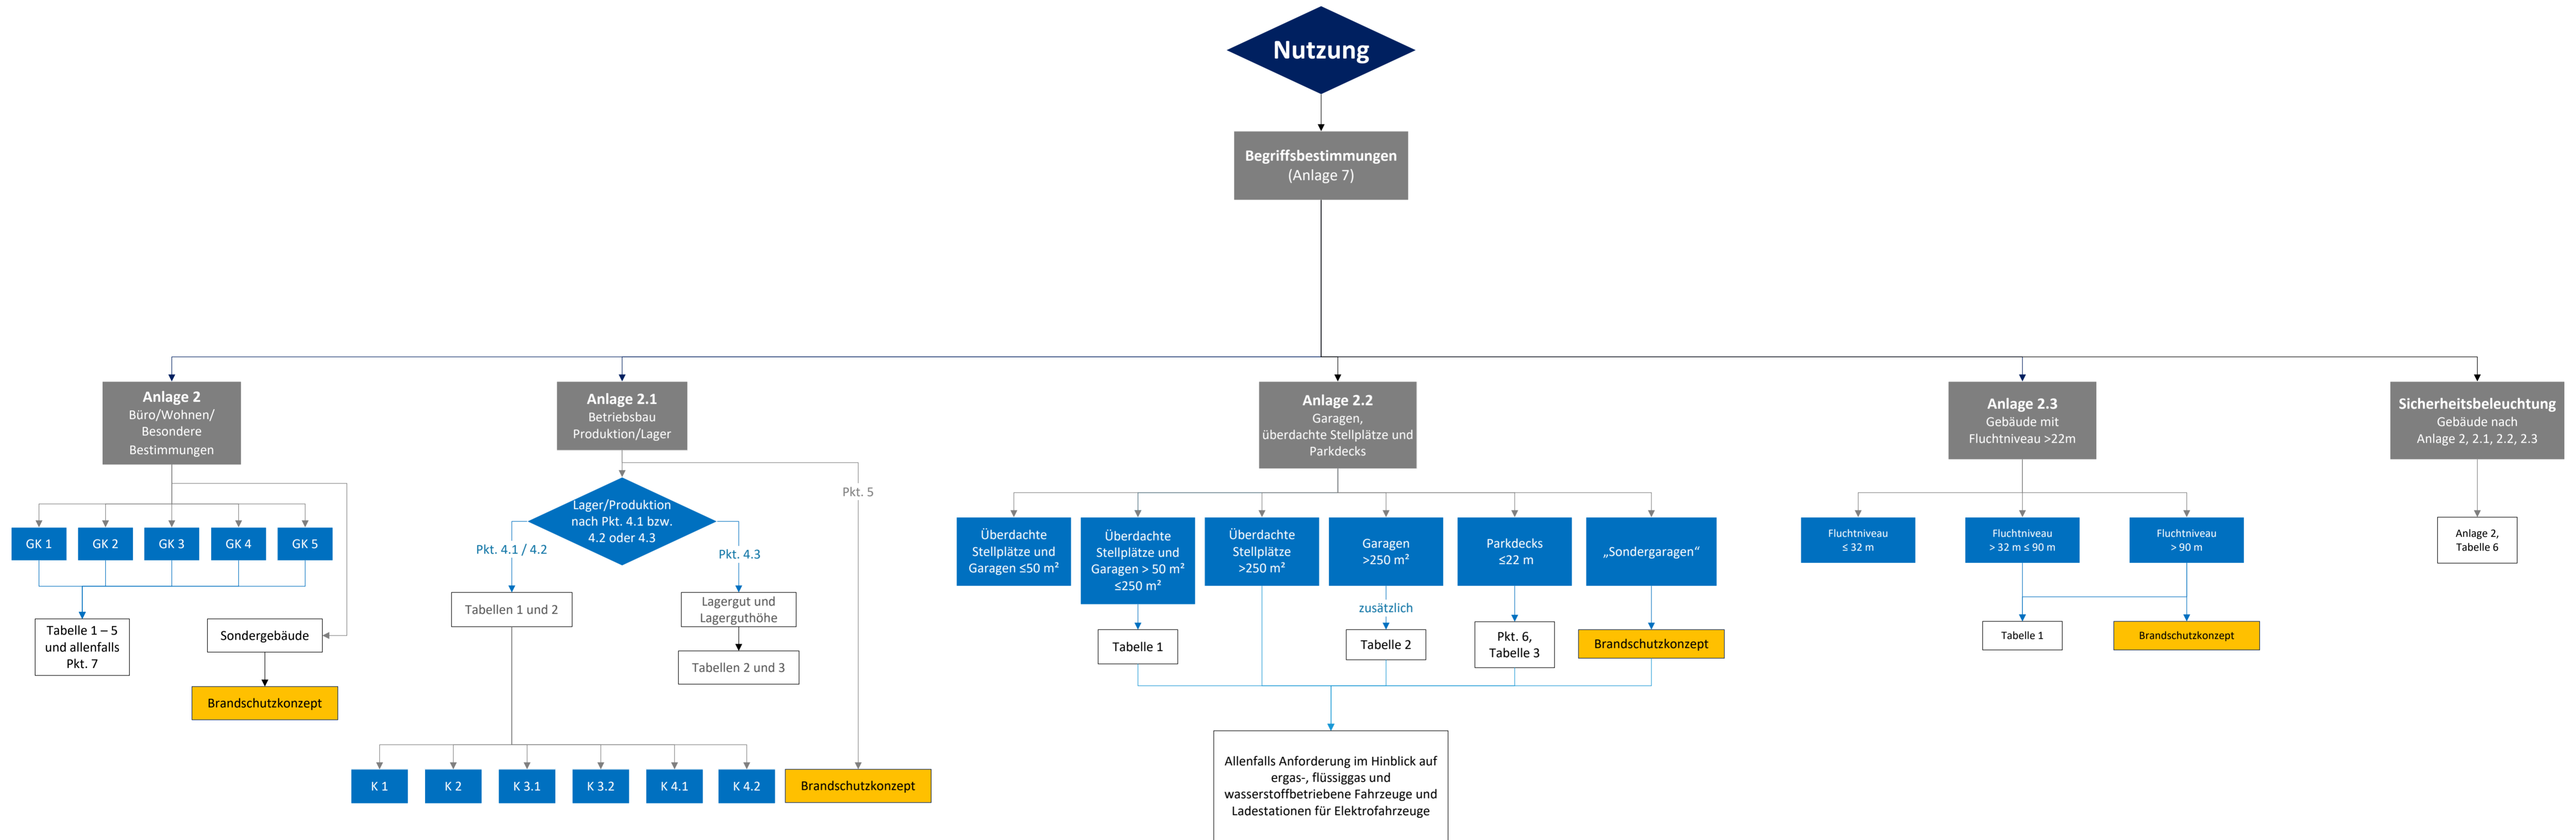 Nutzung
Begriffsbestimmungen
(Anlage 7)
Anlage 2
Büro/Wohnen/
Besondere
Bestimmungen
Anlage 2.1
Betriebsbau
Produktion/Lager
Anlage 2.2
Garagen,
überdachte Stellplätze und
Parkdecks
Anlage 2.3
Gebäude mit
Fluchtniveau >22m
Sicherheitsbeleuchtung
Gebäude nach
Anlage 2, 2.1, 2.2, 2.3
GK 1
GK 2
GK 3
GK 4
GK 5
Tabelle 1 – 5
und allenfalls
Pkt. 7
Sondergebäude
Brandschutzkonzept
Lager/Produktion
nach Pkt. 4.1 bzw.
4.2 oder 4.3
Pkt. 4.1 / 4.2
Pkt. 4.3
Pkt. 5
Tabellen 1 und 2
Lagergut und
Lagerguthöhe
Tabellen 2 und 3
K 1
K 2
K 3.1
K 3.2
K 4.1
K 4.2
Brandschutzkonzept
Überdachte
Stellplätze und
Garagen ≤50 m²
Überdachte
Stellplätze und
Garagen > 50 m²
≤250 m²
Überdachte
Stellplätze
>250 m²
Garagen
>250 m²
Parkdecks
≤22 m
„Sondergaragen“
zusätzlich
Tabelle 1
Tabelle 2
Pkt. 6,
Tabelle 3
Brandschutzkonzept
Allenfalls Anforderung im Hinblick auf
ergas-, flüssiggas und
wasserstoffbetriebene Fahrzeuge und
Ladestationen für Elektrofahrzeuge
Fluchtniveau
≤ 32 m
Fluchtniveau
> 32 m ≤ 90 m
Fluchtniveau
> 90 m
Tabelle 1
Brandschutzkonzept
Anlage 2,
Tabelle 6